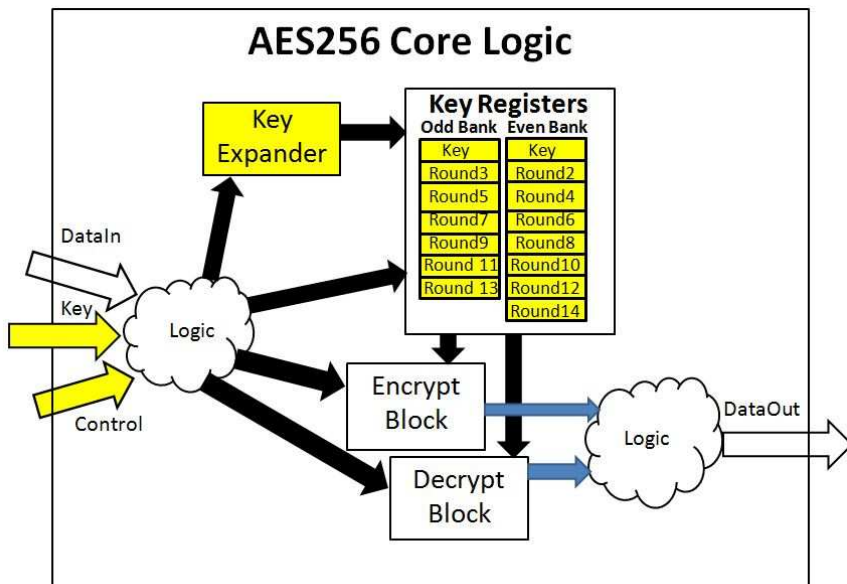 AES256 Core Logic
Key Registers
Odd Bank Even Bank
Key Key
Round3 Round2
Round5 Round4
Round7 Round6
Round9 Round8
Round 11 Round10
Round 13 Round12
Round14
Key
Expander
DataIn
Key
Control
Logic
Encrypt
Block
Decrypt
Block
Logic
DataOut